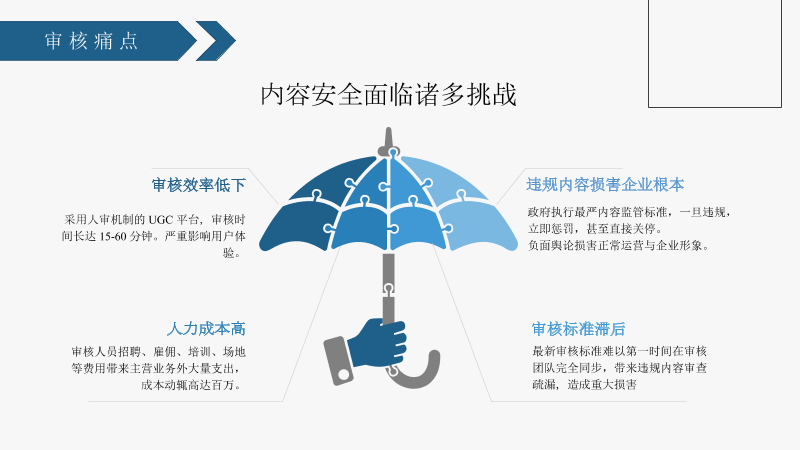 审核痛点
内容安全面临诸多挑战
审核效率低下
采用人审机制的 UGC 平台，审核时
间长达 15-60 分钟。严重影响用户体
验。
违规内容损害企业根本
政府执行最严内容监管标准，一旦违规，
立即惩罚，甚至直接关停。
负面舆论损害正常运营与企业形象。
人力成本高
审核人员招聘、雇佣、培训、场地
等费用带来主营业务外大量支出，
成本动辄高达百万。
审核标准滞后
最新审核标准难以第一时间在审核
团队完全同步，带来违规内容审查
疏漏，造成重大损害